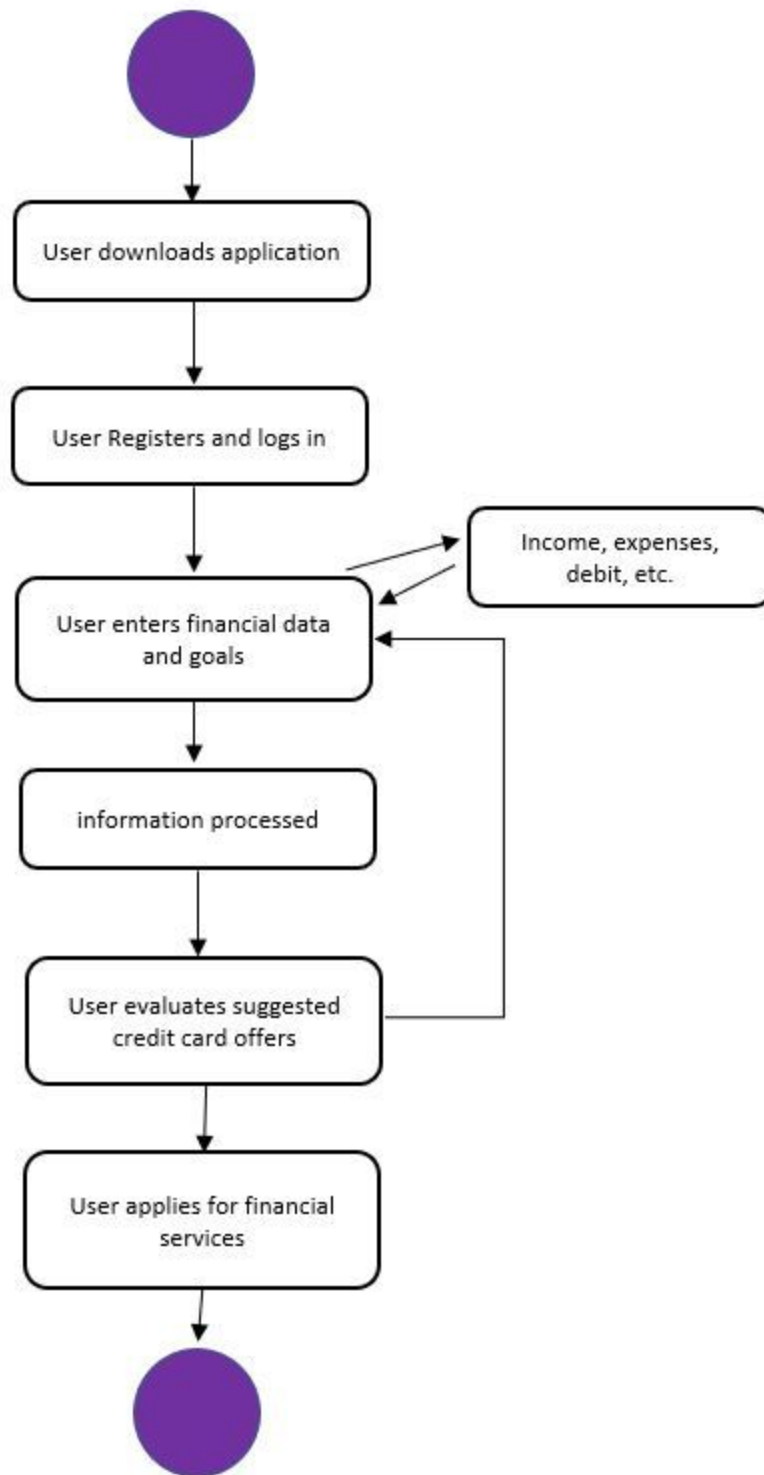 User downloads application
User Registers and logs in
Income, expenses,
debit, etc.
User enters financial data
and goals
information processed
User evaluates suggested
credit card offers
User applies for financial
services